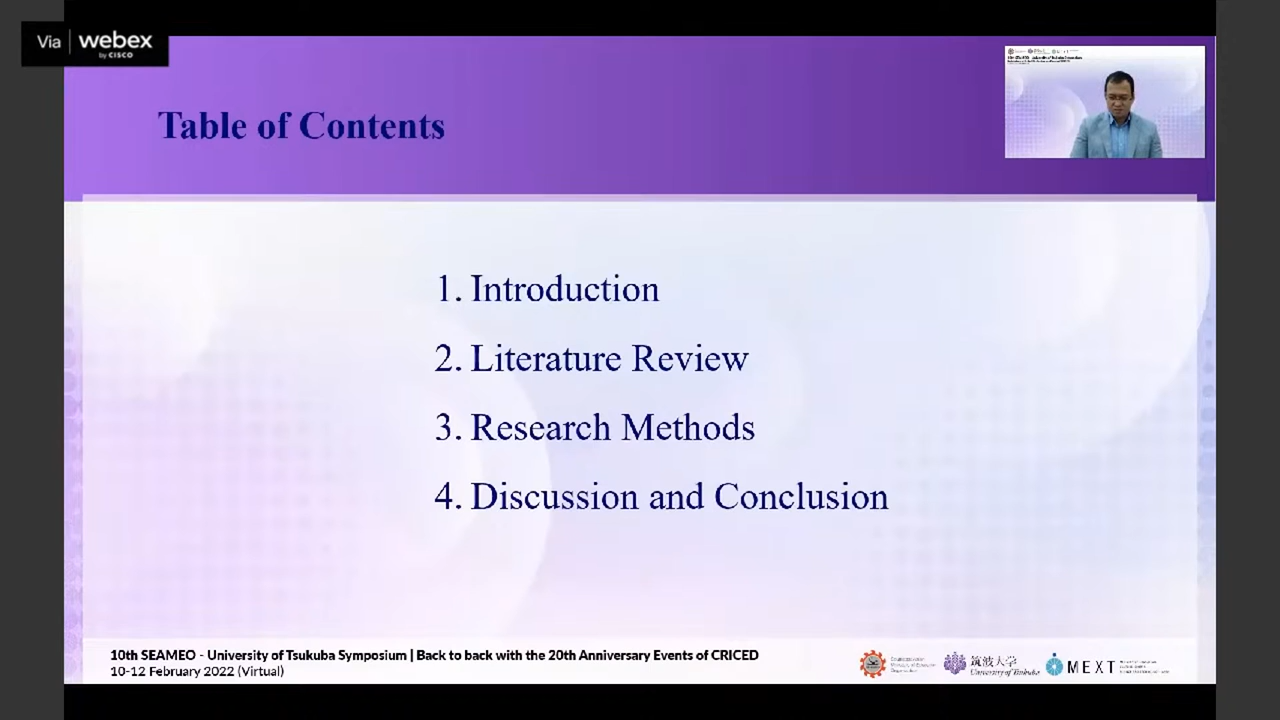 Via webex
by CISCO
Table of Contents
1. Introduction
2. Literature Review
3. Research Methods
4. Discussion and Conclusion
10th SEAMEO - University of Tsukuba Symposium | Back to back with the 20th Anniversary Events of CRICED
10-12 February 2022 (Virtual)
筑波大学
University of Tsukuba
MEXT